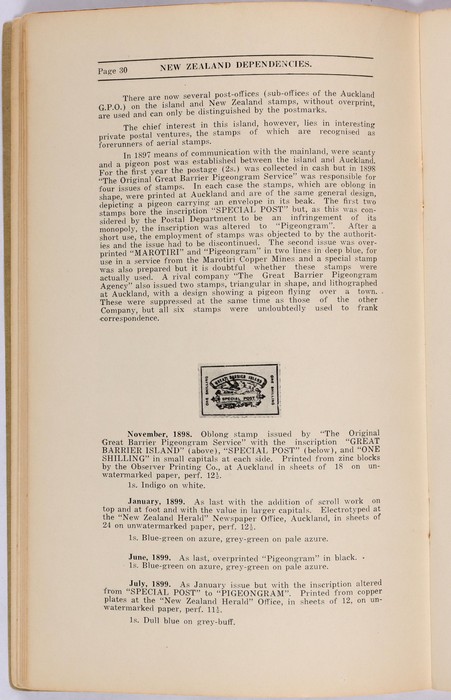 Page 30
NEW ZEALAND DEPENDENCIES.
There are now several post-offices (sub-offices of the Auckland
G.P.O.) on the island and New Zealand stamps, without overprint,
are used and can only be distinguished by the postmarks.
The chief interest in this island, however, lies in interesting
private postal ventures, the stamps of which are recognised as
forerunners of aerial stamps.
In 1897 means of communication with the mainland, were scanty
and a pigeon post was established between the island and Auckland.
For the first year the postage (2s.) was collected in cash but in 1898
"The Original Great Barrier Pigeongram Service" was responsible for
four issues of stamps. In each case the stamps, which are oblong in
shape, were printed at Auckland and are of the same general design,
depicting a pigeon carrying an envelope in its beak. The first two
stamps bore the inscription "SPECIAL POST" but, as this was con-
sidered by the Postal Department to be an infringement of its
monopoly, the inscription was altered to "Pigeongram". After a
short use, the employment of stamps was objected to by the authorit-
ies and the issue had to be discontinued. The second issue was over-
printed "MAROTIRI" and "Pigeongram" in two lines in deep blue, for
use in a service from the Marotiri Copper Mines and a special stamp
was also prepared but it is doubtful whether these stamps were
actually used. A rival company "The Great Barrier Pigeongram
Agency" also issued two stamps, triangular in shape, and lithographed
at Auckland, with a design showing a pigeon flying over a town.
These were suppressed at the same time as those of the other
Company, but all six stamps were undoubtedly used to frank
correspondence.
GREAT BARRIER ISLAND
ONE SHILLING
ONE SHILLING
SPECIAL POST
November, 1898. Oblong stamp issued by "The Original
Great Barrier Pigeongram Service" with the inscription "GREAT
BARRIER ISLAND" (above), "SPECIAL POST" (below), and "ONE
SHILLING" in small capitals at each side. Printed from zinc blocks
by the Observer Printing Co., at Auckland in sheets of 18 on un-
watermarked paper, perf. 12½.
1s. Indigo on white.
January, 1899. As last with the addition of scroll work on
top and at foot and with the value in larger capitals. Electrotyped at
the "New Zealand Herald" Newspaper Office, Auckland, in sheets of
24 on unwatermarked paper, perf. 12½.
1s. Blue-green on azure, grey-green on pale azure.
June, 1899. As last, overprinted "Pigeongram" in black.
1s. Blue-green on azure, grey-green on pale azure.
July, 1899. As January issue but with the inscription altered
from "SPECIAL POST" to "PIGEONGRAM". Printed from copper
plates at the "New Zealand Herald" Office, in sheets of 12, on un-
watermarked paper, perf. 11½.
1s. Dull blue on grey-buff.